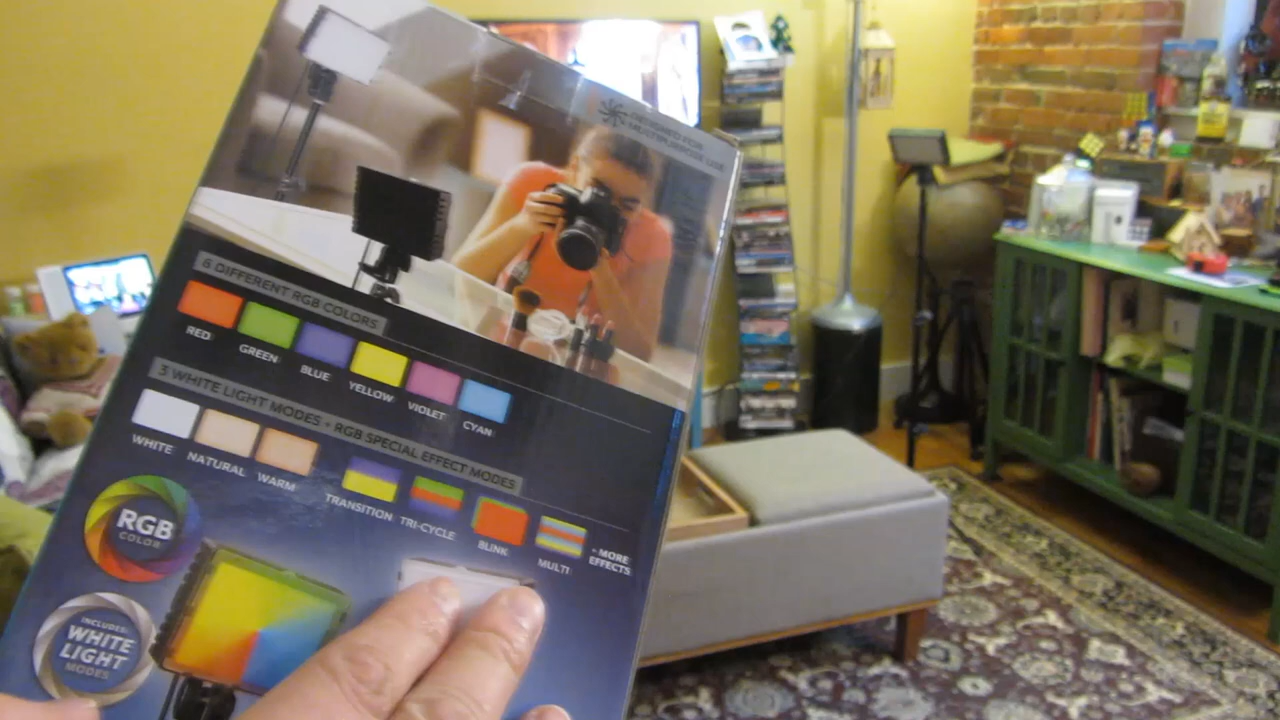 DESIGNED FOR
MULTIPURPOSE USE
6 DIFFERENT RGB COLORS
RED
GREEN
BLUE
YELLOW
VIOLET
CYAN
3 WHITE LIGHT MODES + RGB SPECIAL EFFECT MODES
WHITE
NATURAL
WARM
TRANSITION
TRI-CYCLE
BLINK
MULTI
+ MORE
EFFECTS
RGB
COLOR
INCLUDES:
WHITE
LIGHT
MODES